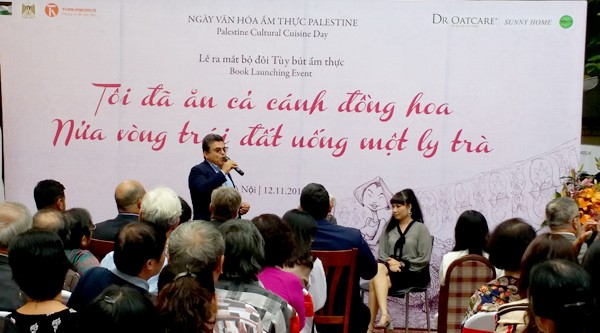 NGÀY VĂN HÓA ẨM THỰC PALESTINE
Palestine Cultural Cuisine Day
DR OATCARE
SUNNY HOME
Lễ ra mắt bộ đôi Tùy bút ẩm thực
Book Launching Event
Tôi đã ăn cả cánh đồng hoa
Nửa vòng trái đất uống một ly trà
Nội | 12.11.201